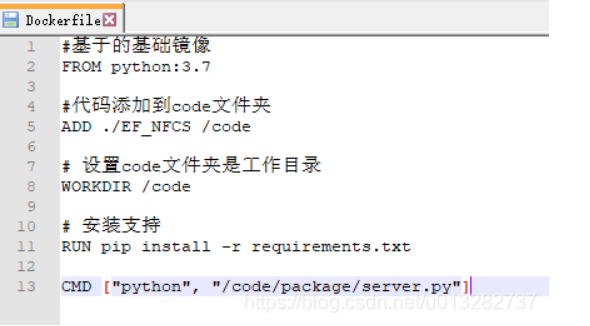 Dockerfile
1 #基于的基础镜像
2 FROM python:3.7
3
4 #代码添加到code文件夹
5 ADD ./EF_NFCS /code
6
7 # 设置code文件夹是工作目录
8 WORKDIR /code
9
10 # 安装支持
11 RUN pip install -r requirements.txt
12
13 CMD ["python", "/code/package/server.py"]
https://blog.csdn.net/u013282737